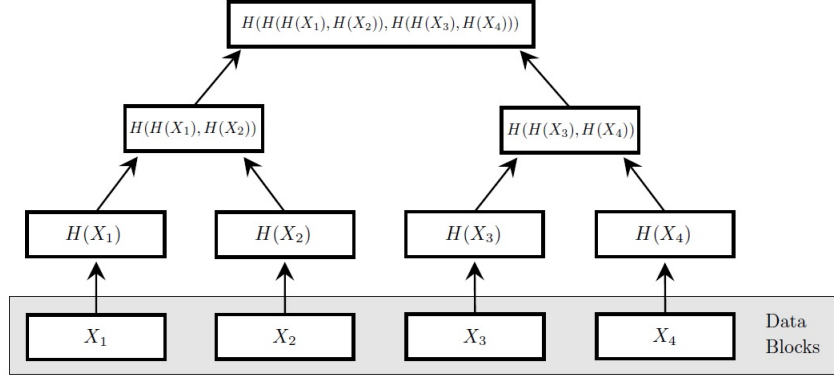 H(H(H(X₁), H(X₂)), H(H(X₃), H(X₄)))
H(H(X₁), H(X₂))
H(H(X₃), H(X₄))
H(X₁)
H(X₂)
H(X₃)
H(X₄)
X₁
X₂
X₃
X₄
Data
Blocks